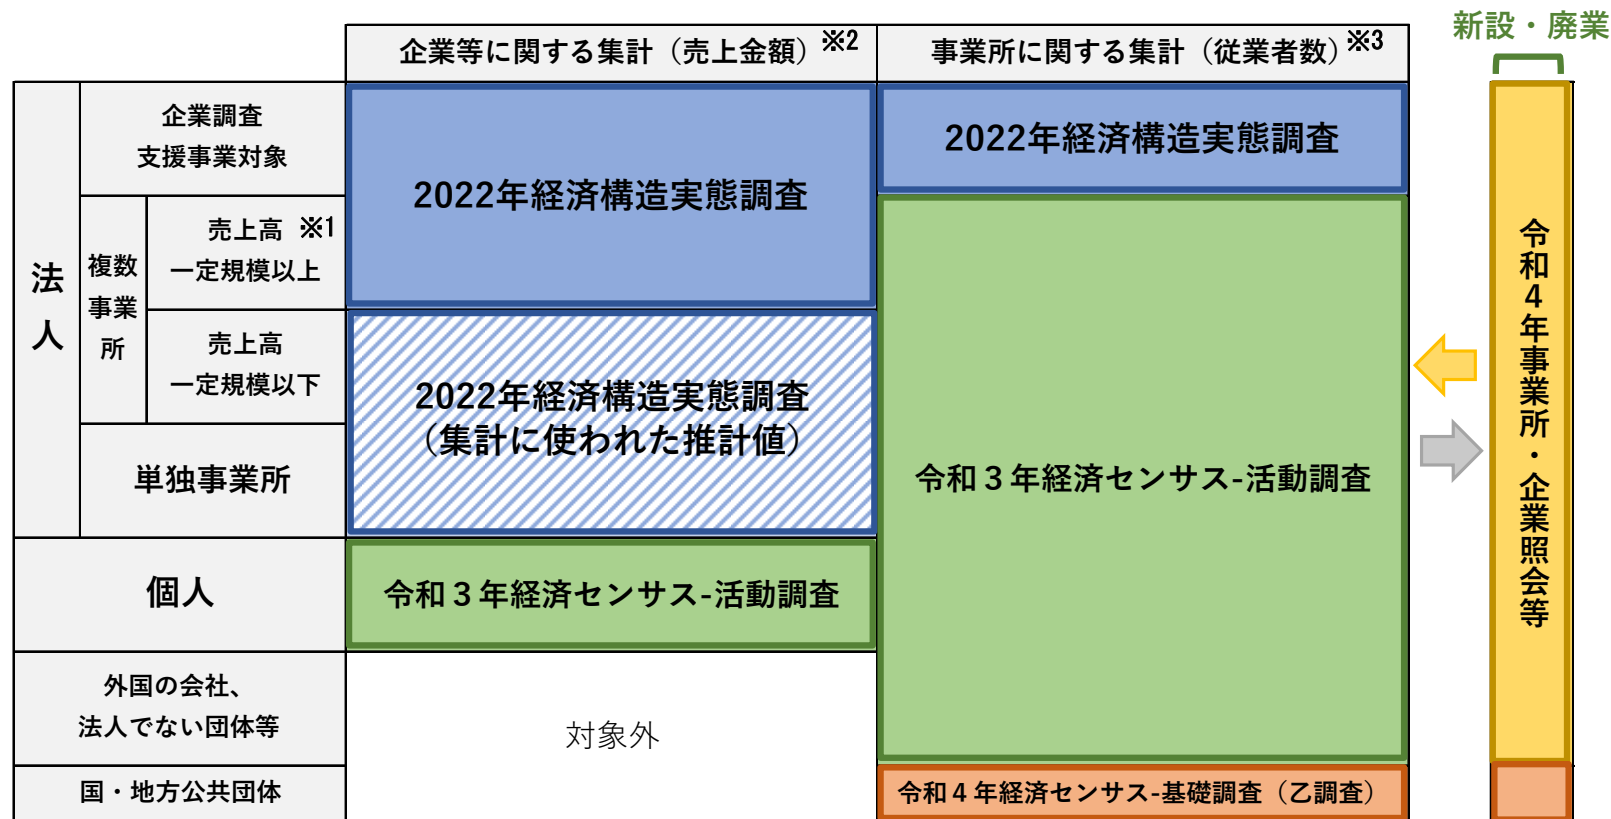 新設・廃業
企業等に関する集計（売上金額）※2
事業所に関する集計（従業者数）※3
法人
企業調査
支援事業対象
2022年経済構造実態調査
2022年経済構造実態調査
複数
事業
所
売上高 ※1
一定規模以上
売上高
一定規模以下
2022年経済構造実態調査
（集計に使われた推計値）
単独事業所
令和３年経済センサス-活動調査
令和４年事業所・企業照会等
個人
令和３年経済センサス-活動調査
外国の会社、
法人でない団体等
対象外
国・地方公共団体
令和４年経済センサス-基礎調査（乙調査）